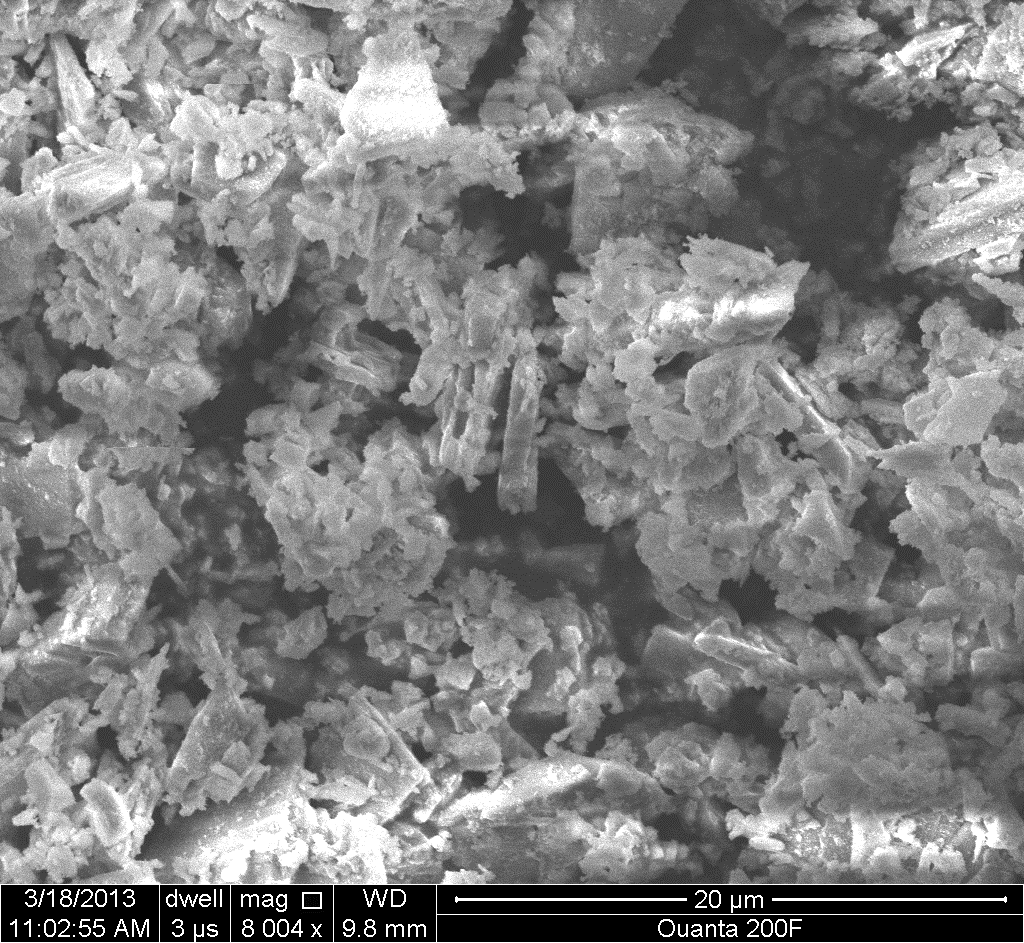 3/18/2013 dwell mag □ WD 20 µm
11:02:55 AM 3 µs 8 004 x 9.8 mm Quanta 200F